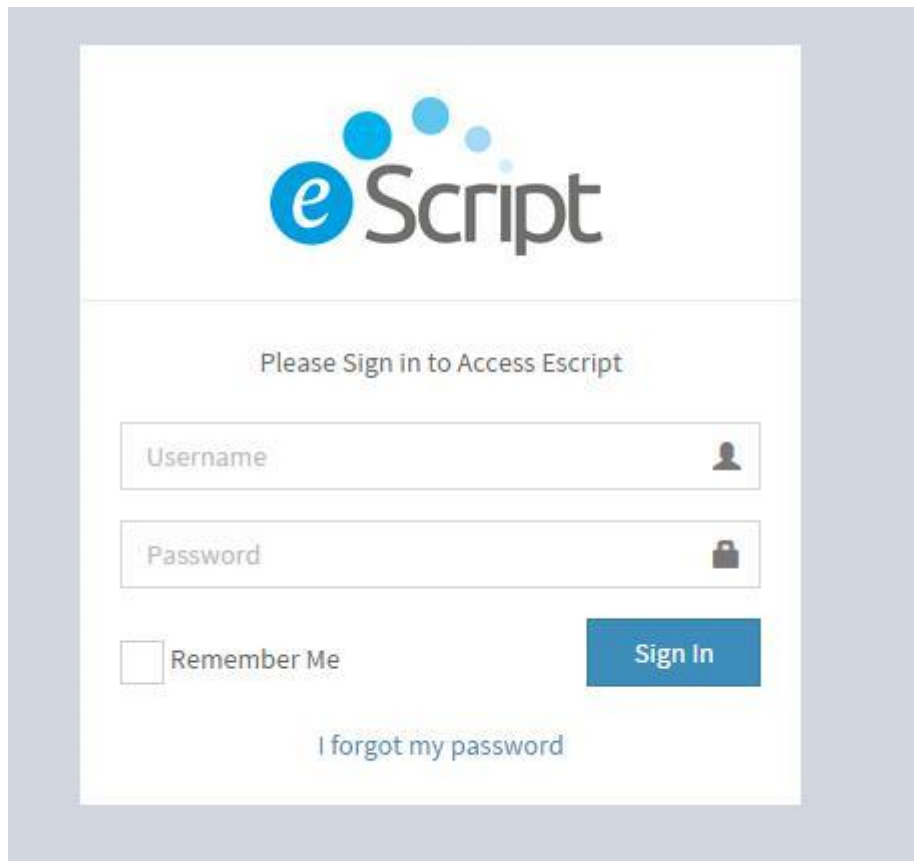 eScript
Please Sign in to Access Escript
Username
Password
Remember Me
Sign In
I forgot my password